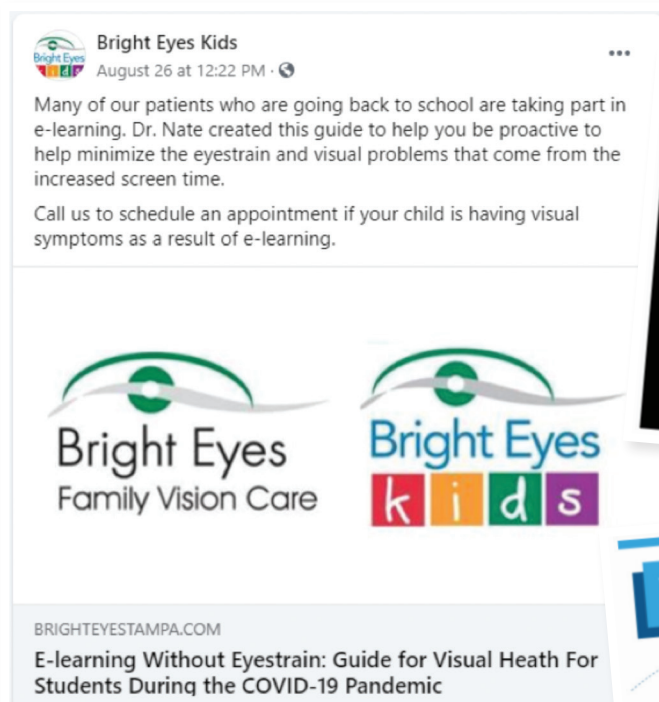 Bright Eyes Kids
Bright Eyes
kids
August 26 at 12:22 PM ·
Many of our patients who are going back to school are taking part in
e-learning. Dr. Nate created this guide to help you be proactive to
help minimize the eyestrain and visual problems that come from the
increased screen time.
Call us to schedule an appointment if your child is having visual
symptoms as a result of e-learning.
Bright Eyes
Family Vision Care
Bright Eyes
kids
BRIGHTEYESTAMPA.COM
E-learning Without Eyestrain: Guide for Visual Heath For
Students During the COVID-19 Pandemic